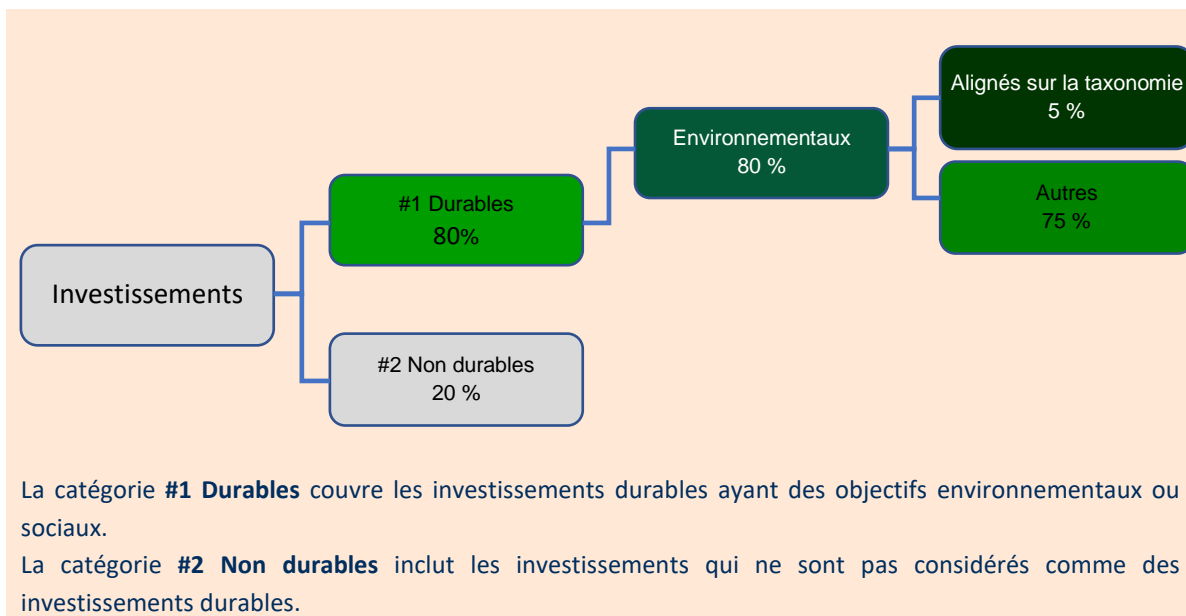 Alignés sur la taxonomie
5 %
Environnementaux
80 %
Autres
75 %
#1 Durables
80%
Investissements
#2 Non durables
20 %
La catégorie #1 Durables couvre les investissements durables ayant des objectifs environnementaux ou
sociaux.
La catégorie #2 Non durables inclut les investissements qui ne sont pas considérés comme des
investissements durables.